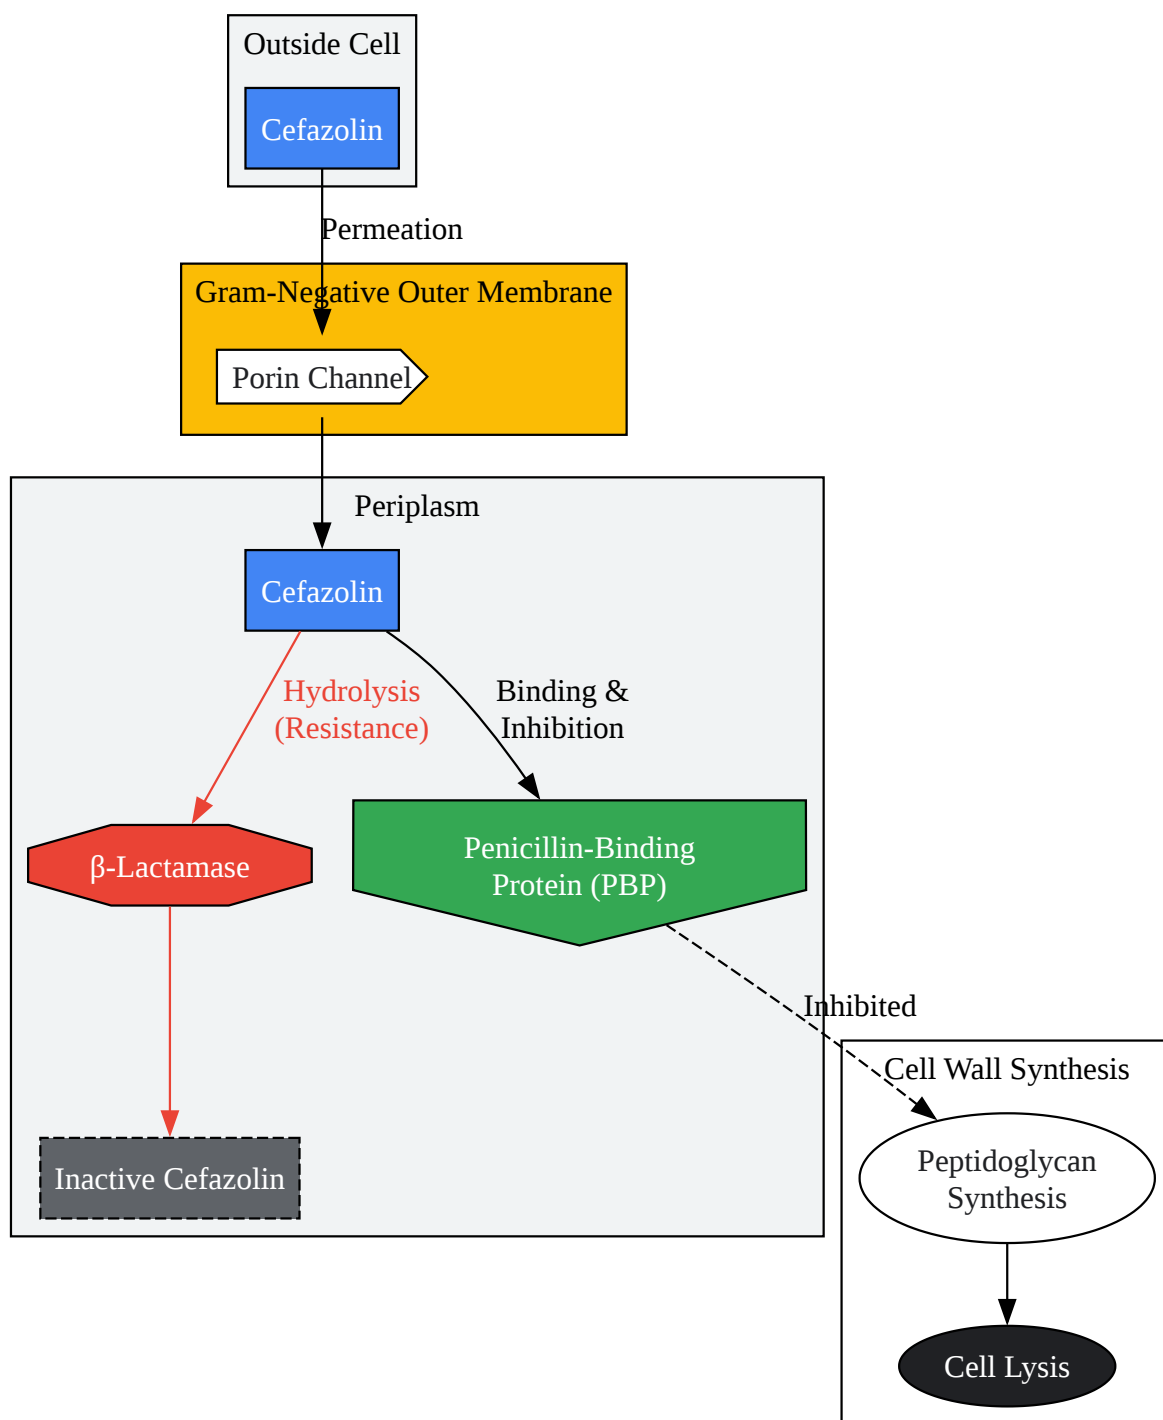 Outside Cell
Cefazolin
Permeation
Gram-Negative Outer Membrane
Porin Channel
Periplasm
Cefazolin
Hydrolysis
(Resistance)
Binding &
Inhibition
β-Lactamase
Penicillin-Binding
Protein (PBP)
Inhibited
Cell Wall Synthesis
Peptidoglycan
Synthesis
Inactive Cefazolin
Cell Lysis